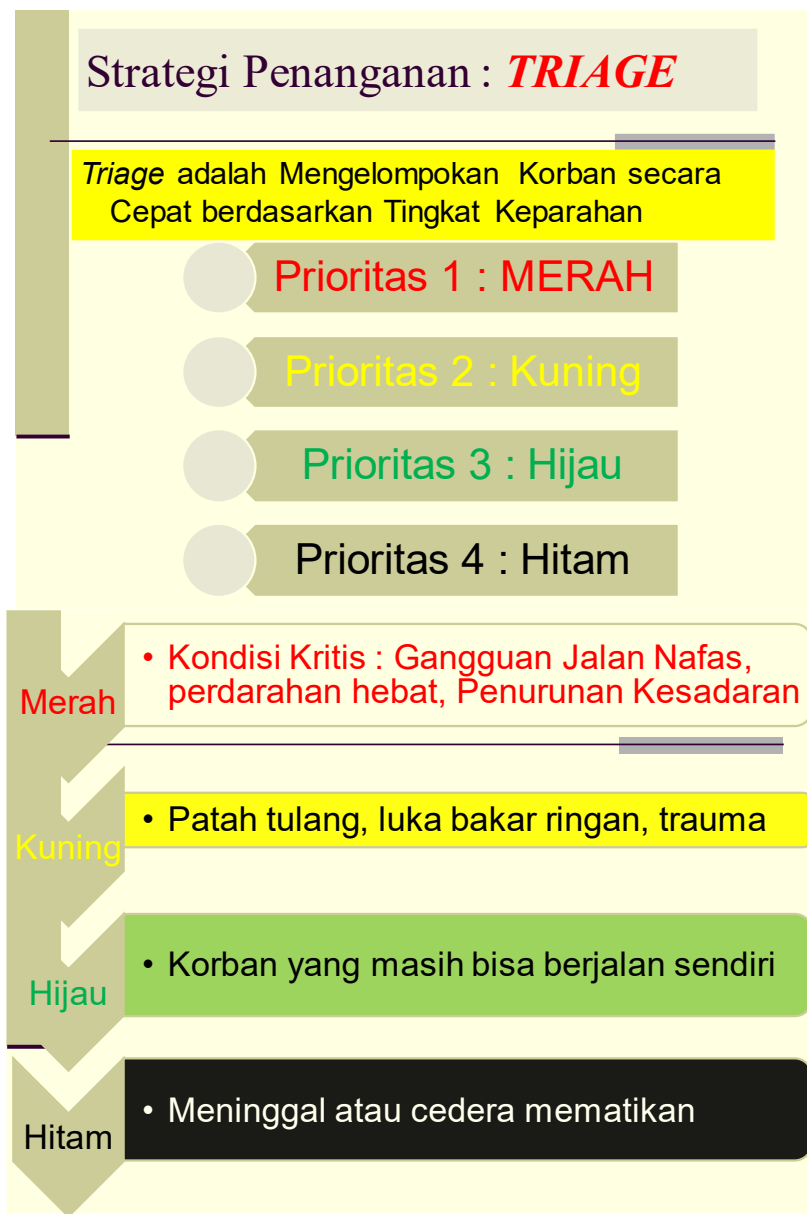 Strategi Penanganan : TRIAGE
Triage adalah Mengelompokan Korban secara
Cepat berdasarkan Tingkat Keparahan
Prioritas 1 : MERAH
Prioritas 2 : Kuning
Prioritas 3 : Hijau
Prioritas 4 : Hitam
Merah
• Kondisi Kritis : Gangguan Jalan Nafas,
perdarahan hebat, Penurunan Kesadaran
Kuning
• Patah tulang, luka bakar ringan, trauma
Hijau
• Korban yang masih bisa berjalan sendiri
Hitam
• Meninggal atau cedera mematikan